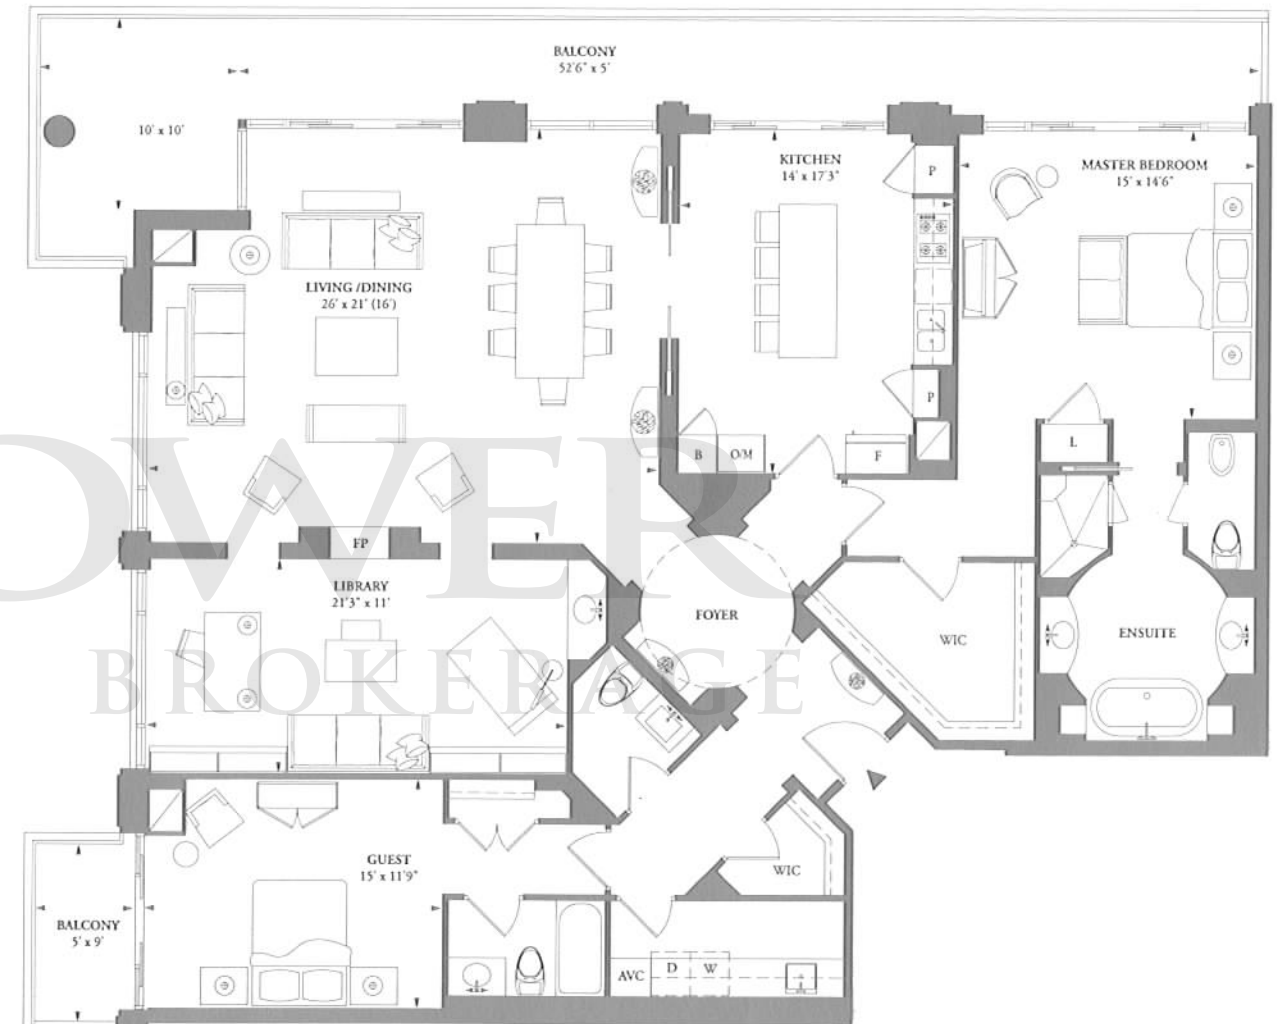 BALCONY
52'6" x 5'
10' x 10'
KITCHEN
14' x 17'3"
P
MASTER BEDROOM
15' x 14'6"
LIVING /DINING
26' x 21' (16')
P
B
O/M
F
L
OWER
BROKERAGE
FP
LIBRARY
21'3" x 11'
FOYER
WIC
ENSUITE
GUEST
15' x 11'9"
WIC
BALCONY
5' x 9'
AVC
D
W